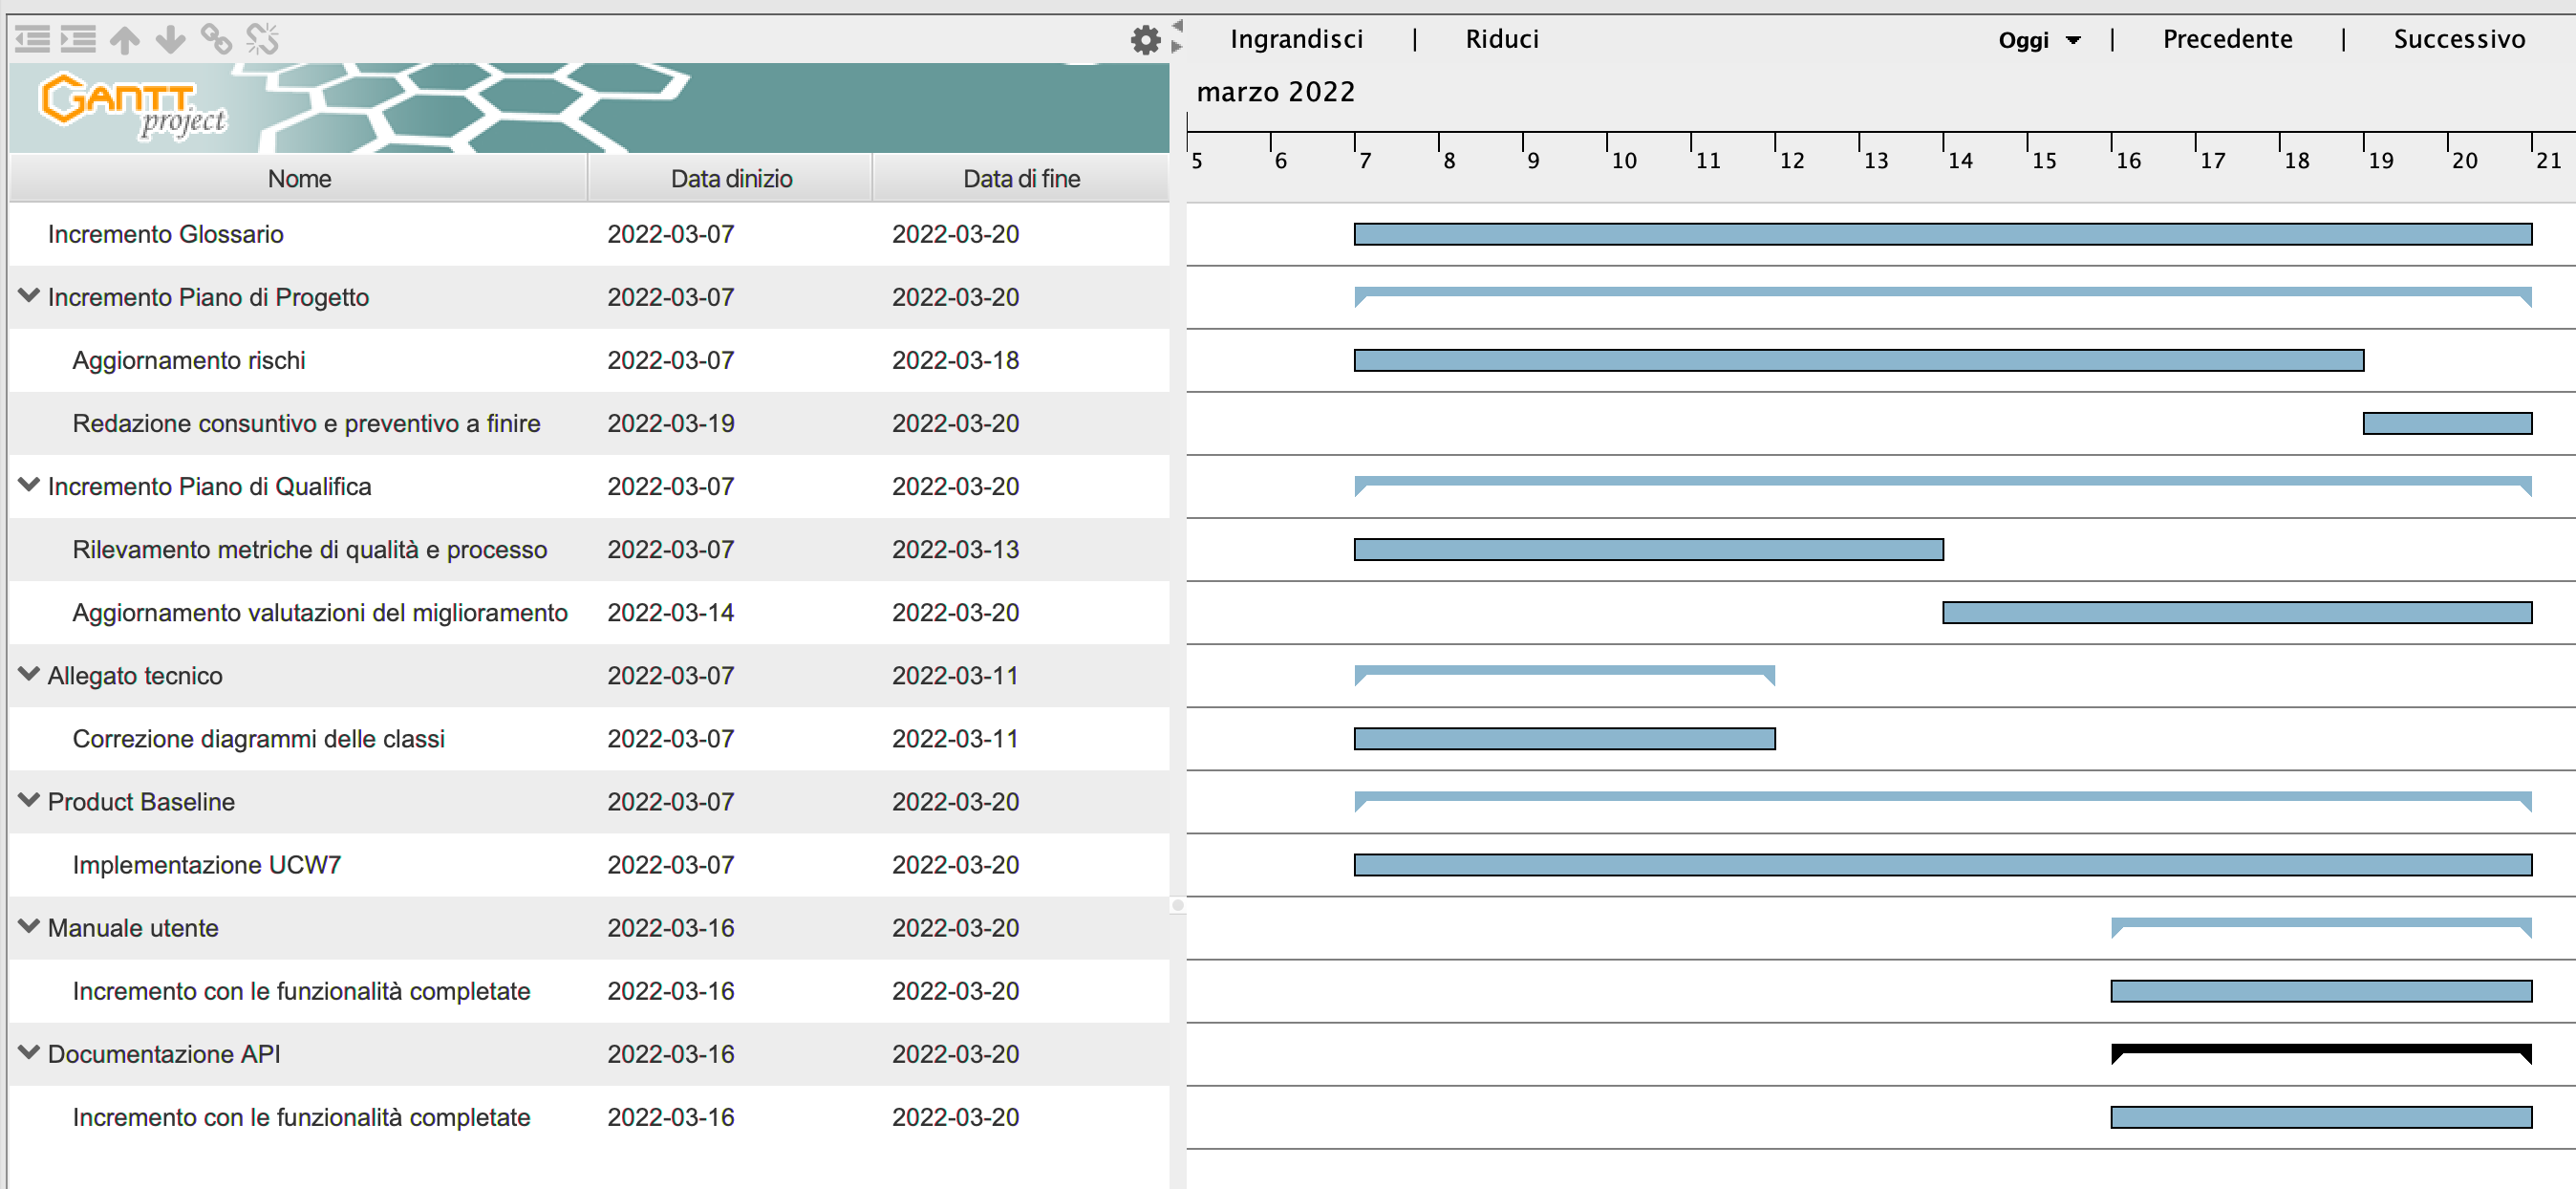 Ingrandisci | Riduci Oggi | Precedente | Successivo
GANTT project
marzo 2022
5 6 7 8 9 10 11 12 13 14 15 16 17 18 19 20 21
Nome Data dinizio Data di fine
Incremento Glossario 2022-03-07 2022-03-20
Incremento Piano di Progetto 2022-03-07 2022-03-20
Aggiornamento rischi 2022-03-07 2022-03-18
Redazione consuntivo e preventivo a finire 2022-03-19 2022-03-20
Incremento Piano di Qualifica 2022-03-07 2022-03-20
Rilevamento metriche di qualità e processo 2022-03-07 2022-03-13
Aggiornamento valutazioni del miglioramento 2022-03-14 2022-03-20
Allegato tecnico 2022-03-07 2022-03-11
Correzione diagrammi delle classi 2022-03-07 2022-03-11
Product Baseline 2022-03-07 2022-03-20
Implementazione UCW7 2022-03-07 2022-03-20
Manuale utente 2022-03-16 2022-03-20
Incremento con le funzionalità completate 2022-03-16 2022-03-20
Documentazione API 2022-03-16 2022-03-20
Incremento con le funzionalità completate 2022-03-16 2022-03-20